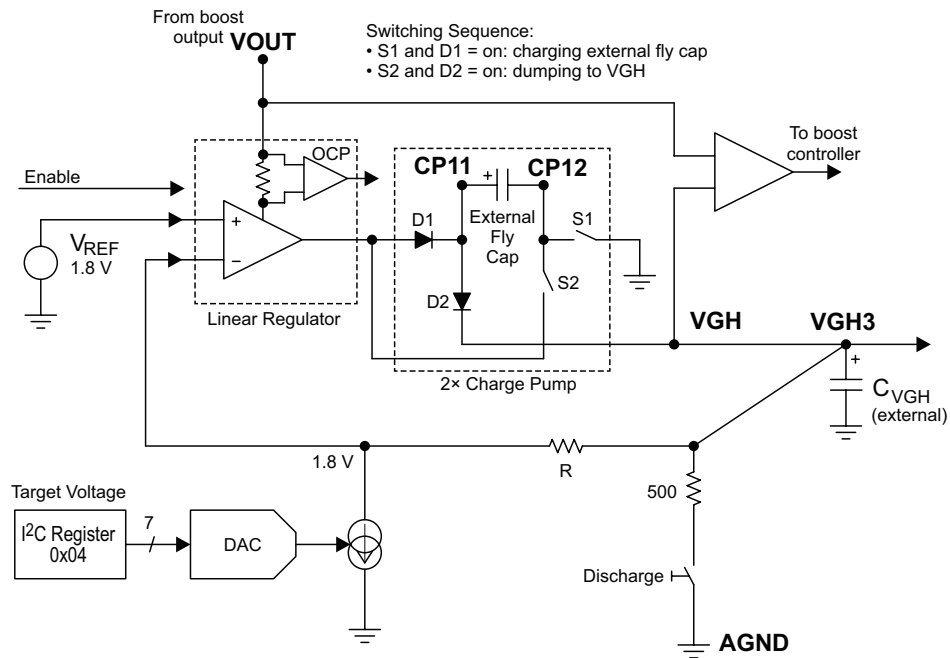 From boost
output VOUT
Switching Sequence:
• S1 and D1 = on: charging external fly cap
• S2 and D2 = on: dumping to VGH
OCP
To boost
controller
Enable
CP11
CP12
+
External
Fly
Cap
D1
S1
S2
D2
+
−
VREF
1.8 V
Linear Regulator
2× Charge Pump
VGH
VGH3
+
CVGH
(external)
1.8 V
R
500
Target Voltage
I2C Register
0x04
7
DAC
Discharge
AGND